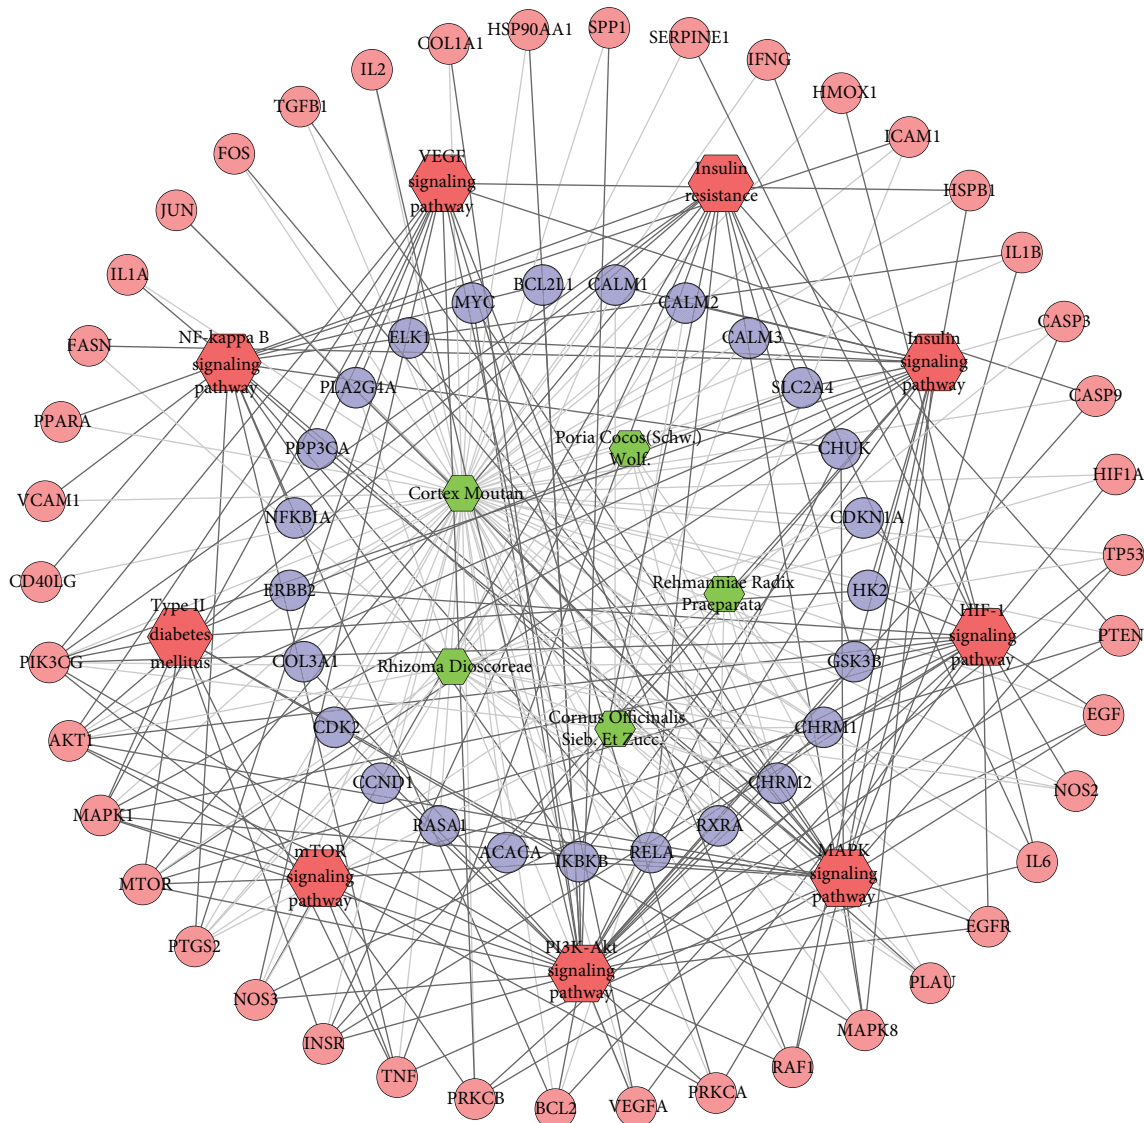 HSP90AA1
SPP1
COL1A1
SERPINE1
IFNG
IL2
HMOX1
TGFB1
ICAM1
FOS
VEGF
signaling
pathway
Insulin
resistance
HSPB1
JUN
IL1B
IL1A
BCL2L1
CALM1
MYC
CALM2
CASP3
ELK1
CALM3
FASN
NF-kappa B
signaling
pathway
Insulin
signaling
pathway
PLA2G4A
SLC2A4
CASP9
PPARA
Poria Cocos(Schw.)
Wolf.
PPP3CA
CHUK
HIF1A
Cortex Moutan
VCAM1
NFKBIA
CDKN1A
TP53
CD40LG
ERBB2
Rehmanniae Radix
Praeparata
HK2
Type II
diabetes
mellitus
HIF-1
signaling
pathway
PTEN
PIK3CG
COL3A1
Rhizoma Dioscoreae
GSK3B
EGF
AKT1
CDK2
Cornus Officinalis
Sieb. Et Zucc.
CHRM1
CCND1
CHRM2
NOS2
MAPK1
RASA1
RXRA
ACACA
IKBKB
RELA
mTOR
signaling
pathway
MAPK
signaling
pathway
IL6
MTOR
EGFR
PTGS2
PI3K-Akt
signaling
pathway
PLAU
NOS3
MAPK8
INSR
RAF1
TNF
PRKCB
PRKCA
BCL2
VEGFA